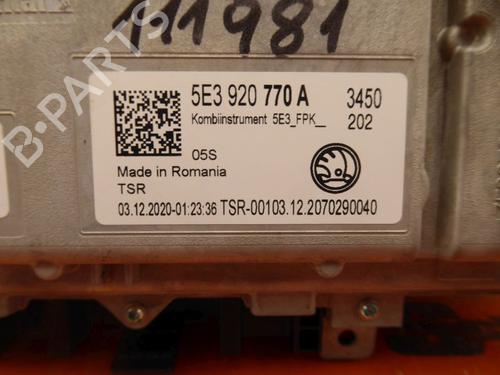 111981
5E3 920 770 A 3450
Kombiinstrument 5E3_FPK__ 202
05S
Made in Romania
TSR
03.12.2020-01:23:36 TSR-00103.12.2070290040
B-PARTS